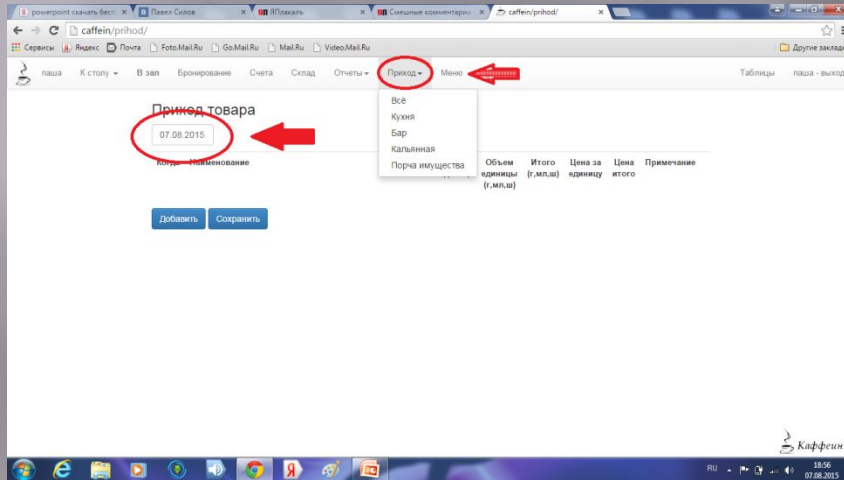 powerpoint скачать бесп
Павел Силов
ЯПлакалъ
Смешные комментарии
caffein/prihod/
caffein/prihod/
Сервисы Яндекс Почта Foto.Mail.Ru Go.Mail.Ru Mail.Ru Video.Mail.Ru Другие заклад
паша К столу В зал Бронирование Счета Склад Отчеты Приход Меню Таблицы паша - выход
Всё
Кухня
Бар
Кальянная
Порча имущества
Приход товара
07.08.2015
Когда Наименование Объем единицы (г,мл,ш) Итого (г,мл,ш) Цена за единицу Цена итого Примечание
Добавить Сохранить
Каффеин
RU 18:56
07.08.2015